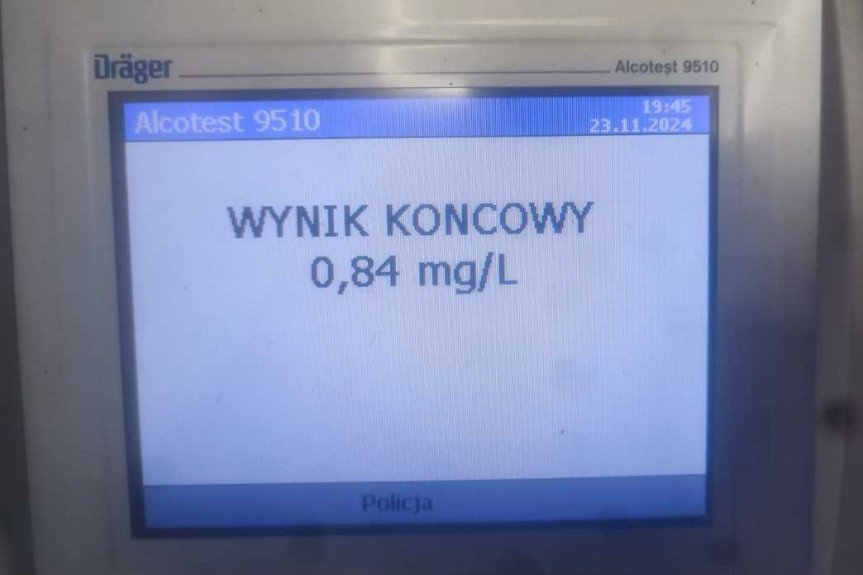 Dräger
Alcotest 9510
Alcotest 9510
19:45
23.11.2024
WYNIK KONCOWY
0,84 mg/L
Policja